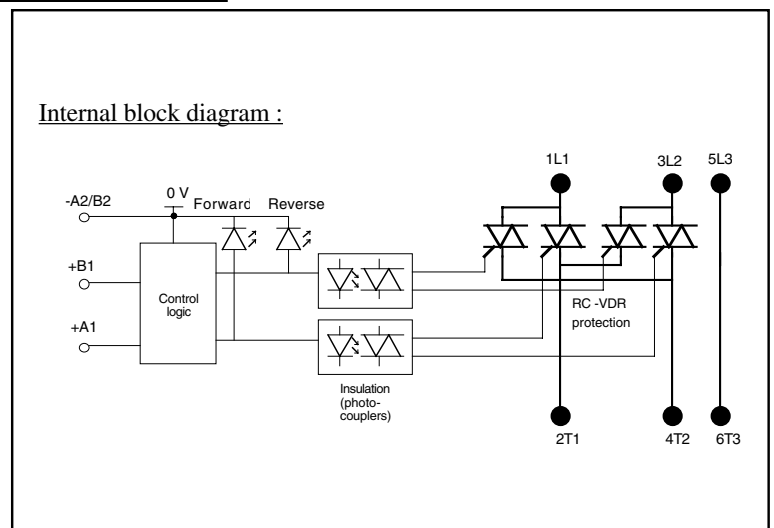 Internal block diagram :
1L1 3L2 5L3
-A2/B2 0 V Forward Reverse
+B1
Control
logic
+A1
RC -VDR
protection
Insulation
(photo-
couplers)
2T1 4T2 6T3